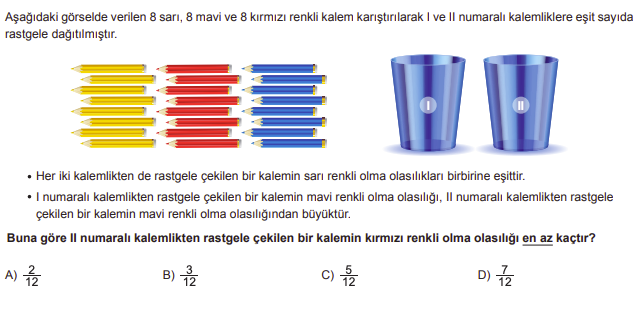 Aşağıdaki görselde verilen 8 sarı, 8 mavi ve 8 kırmızı renkli kalem karıştırılarak I ve II numaralı kalemliklere eşit sayıda
rastgele dağıtılmıştır.
I II
• Her iki kalemlikten de rastgele çekilen bir kalemin sarı renkli olma olasılıkları birbirine eşittir.
• I numaralı kalemlikten rastgele çekilen bir kalemin mavi renkli olma olasılığı, II numaralı kalemlikten rastgele
çekilen bir kalemin mavi renkli olma olasılığından büyüktür.
Buna göre II numaralı kalemlikten rastgele çekilen bir kalemin kırmızı renkli olma olasılığı en az kaçtır?
A) 2/12 B) 3/12 C) 5/12 D) 7/12